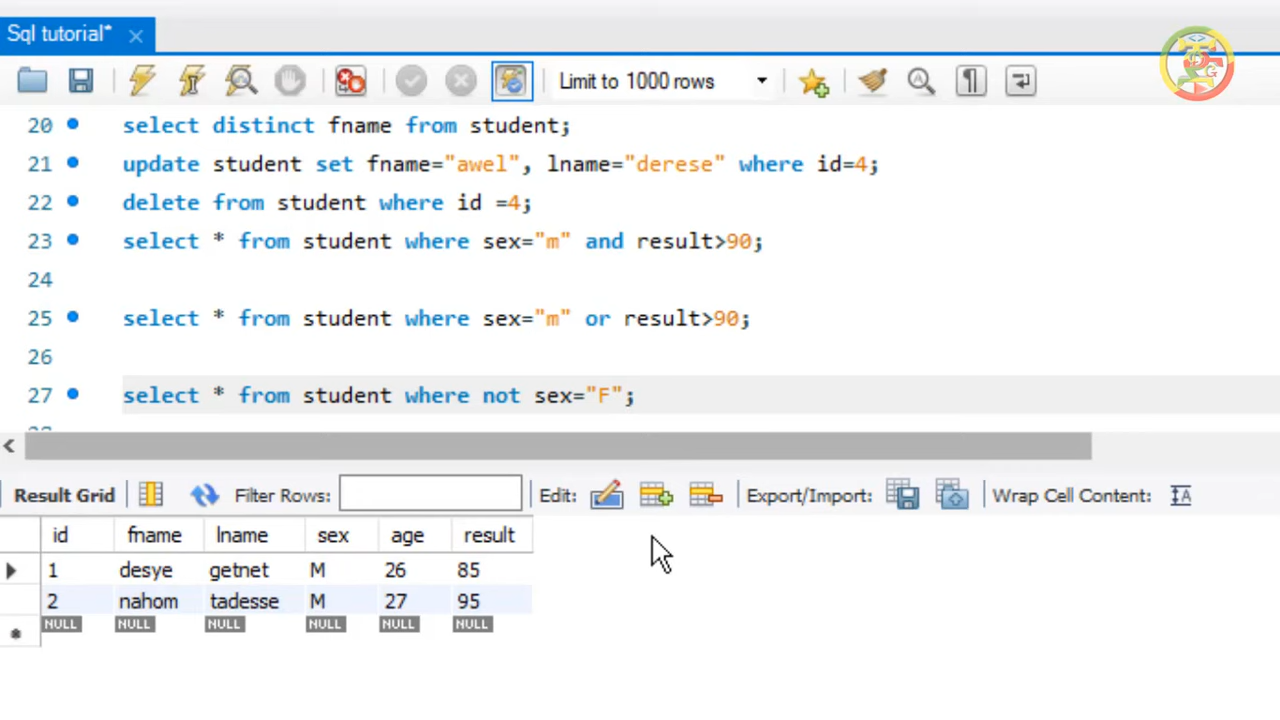 Sql tutorial*
Limit to 1000 rows
20 select distinct fname from student;
21 update student set fname="awel", lname="derese" where id=4;
22 delete from student where id =4;
23 select * from student where sex="m" and result>90;
24
25 select * from student where sex="m" or result>90;
26
27 select * from student where not sex="F";
Result Grid Filter Rows: Edit: Export/Import: Wrap Cell Content:
id fname lname sex age result
1 desye getnet M 26 85
2 nahom tadesse M 27 95
NULL NULL NULL NULL NULL NULL